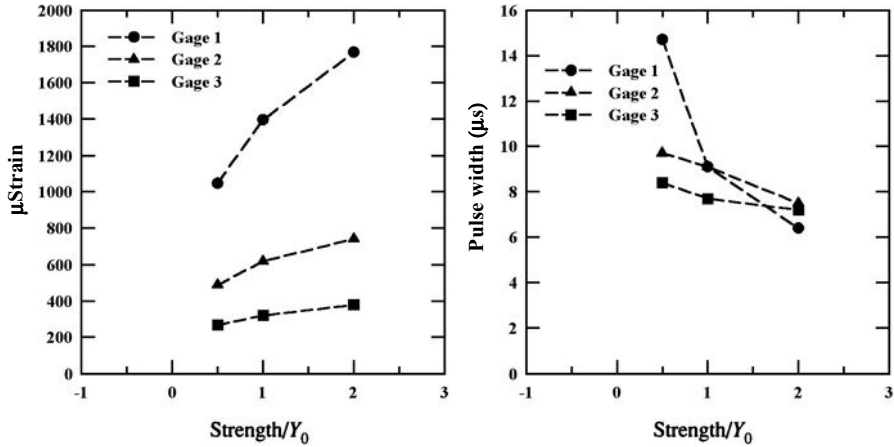 2000
1800
1600
1400
1200
1000
800
600
400
200
0
-1 0 1 2 3
μStrain
Strength/Y0
Gage 1
Gage 2
Gage 3
16
14
12
10
8
6
4
2
0
-1 0 1 2 3
Pulse width (μs)
Strength/Y0
Gage 1
Gage 2
Gage 3